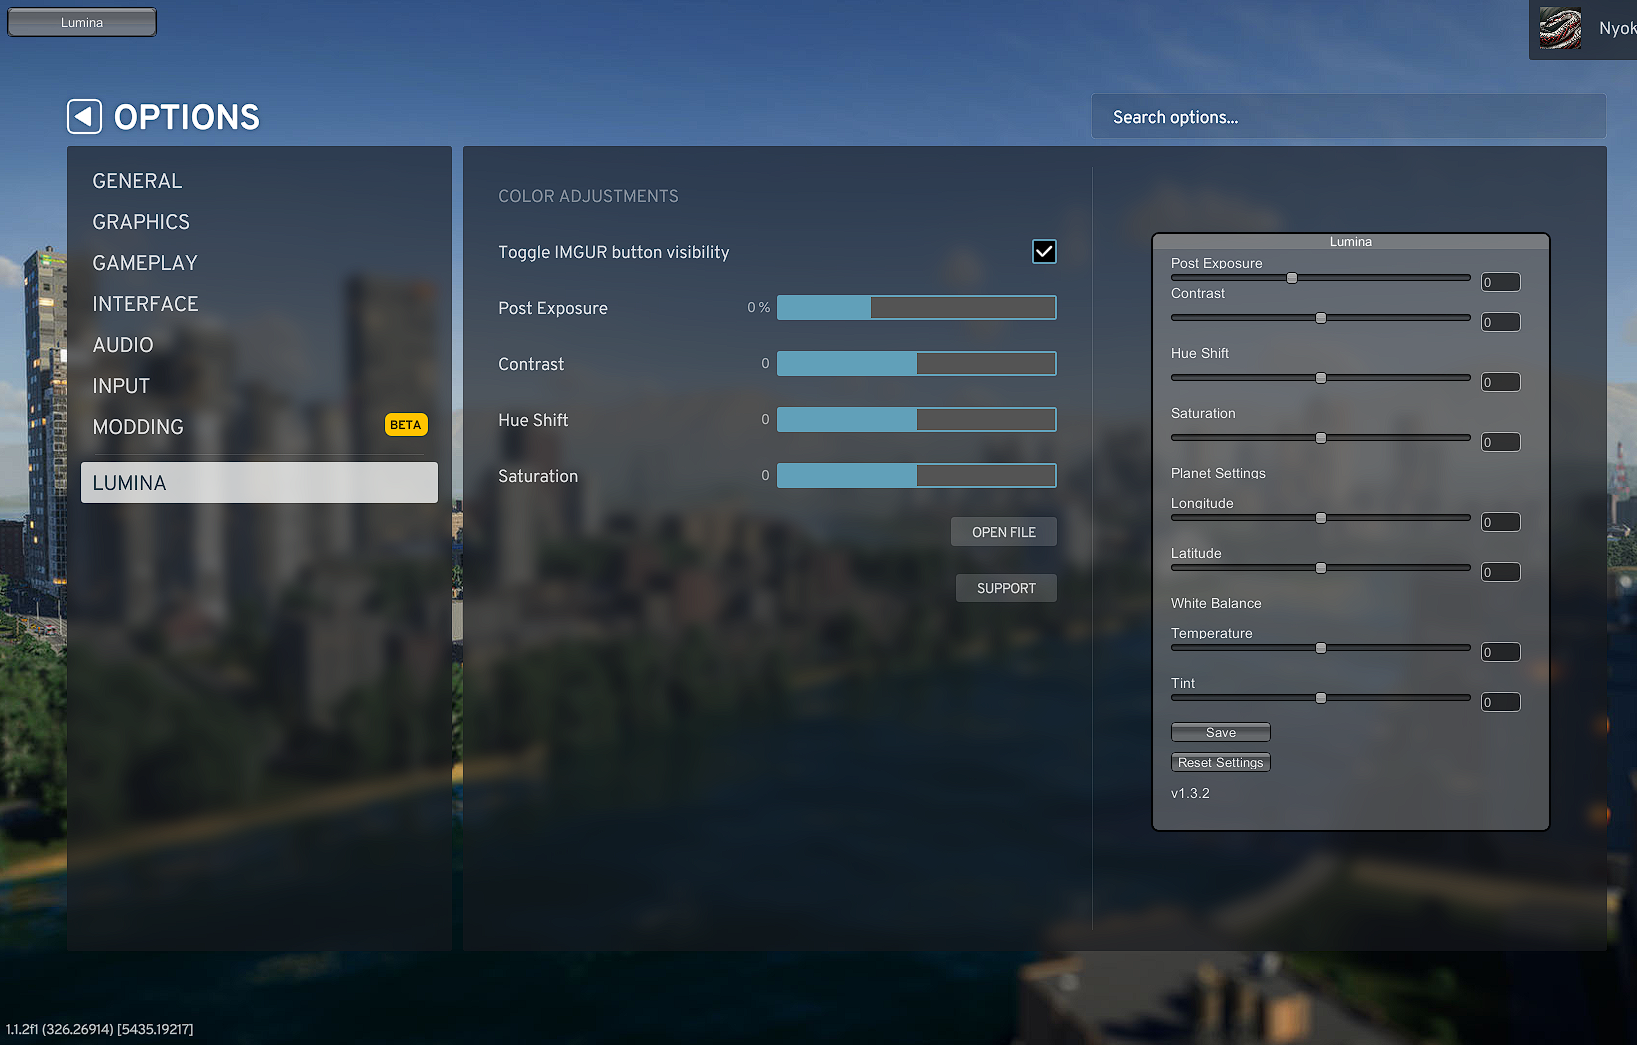 Lumina
Nyok
OPTIONS
Search options...
GENERAL
GRAPHICS
GAMEPLAY
INTERFACE
AUDIO
INPUT
MODDING
BETA
LUMINA
COLOR ADJUSTMENTS
Toggle IMGUR button visibility
Post Exposure 0 %
Contrast 0
Hue Shift 0
Saturation 0
OPEN FILE
SUPPORT
Lumina
Post Exposure
0
Contrast
0
Hue Shift
0
Saturation
0
Planet Settings
Longitude
0
Latitude
0
White Balance
Temperature
0
Tint
0
Save
Reset Settings
v1.3.2
1.1.2f1 (326.26914) [5435.19217]